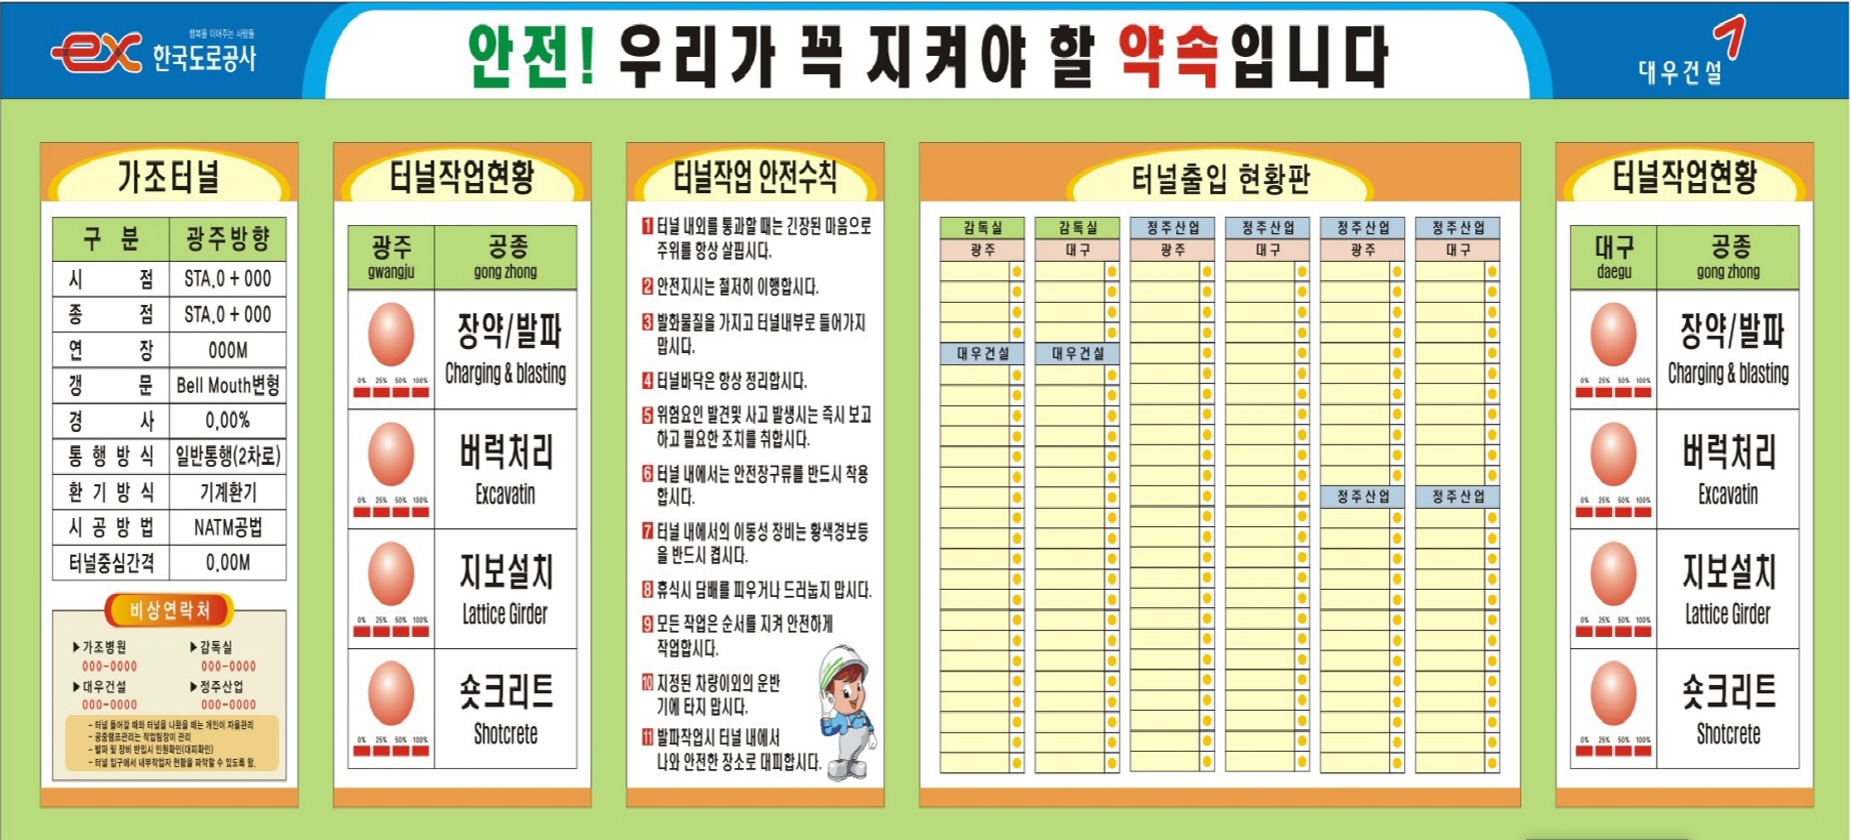 행복을 이어주는 사람들
ex 한국도로공사
안전! 우리가 꼭 지켜야 할 약속입니다
대우건설
가조터널
구 분 광주방향
시 점 STA.0 + 000
종 점 STA.0 + 000
연 장 000M
갱 문 Bell Mouth변형
경 사 0.00%
통 행 방 식 일반통행(2차로)
환 기 방 식 기계환기
시 공 방 법 NATM공법
터널중심간격 0.00M
비상연락처
▶가조병원 ▶감독실
000-0000 000-0000
▶대우건설 ▶정주산업
000-0000 000-0000
- 터널 들어갈 때와 터널을 나왔을 때는 개인이 자율관리
- 공종램프관리는 작업팀장이 관리
- 발파 및 장비 반입시 인원확인(대피확인)
- 터널 입구에서 내부작업자 현황을 파악할 수 있도록 함.
터널작업현황
광주 공종
gwangju gong zhong
장약/발파
Charging & blasting
0% 25% 50% 100%
버력처리
Excavatin
0% 25% 50% 100%
지보설치
Lattice Girder
0% 25% 50% 100%
숏크리트
Shotcrete
0% 25% 50% 100%
터널작업 안전수칙
1 터널 내외를 통과할 때는 긴장된 마음으로
주위를 항상 살핍시다.
2 안전지시는 철저히 이행합시다.
3 발화물질을 가지고 터널내부로 들어가지
맙시다.
4 터널바닥은 항상 정리합시다.
5 위험요인 발견및 사고 발생시는 즉시 보고
하고 필요한 조치를 취합시다.
6 터널 내에서는 안전장구류를 반드시 착용
합시다.
7 터널 내에서의 이동성 장비는 황색경보등
을 반드시 켭시다.
8 휴식시 담배를 피우거나 드러눕지 맙시다.
9 모든 작업은 순서를 지켜 안전하게
작업합시다.
10 지정된 차량이외의 운반
기에 타지 맙시다.
11 발파작업시 터널 내에서
나와 안전한 장소로 대피합시다.
터널출입 현황판
감독실 감독실 정주산업 정주산업 정주산업 정주산업
광주 대구 광주 대구 광주 대구
대우건설 대우건설
정주산업 정주산업
터널작업현황
대구 공종
daegu gong zhong
장약/발파
Charging & blasting
0% 25% 50% 100%
버력처리
Excavatin
0% 25% 50% 100%
지보설치
Lattice Girder
0% 25% 50% 100%
숏크리트
Shotcrete
0% 25% 50% 100%